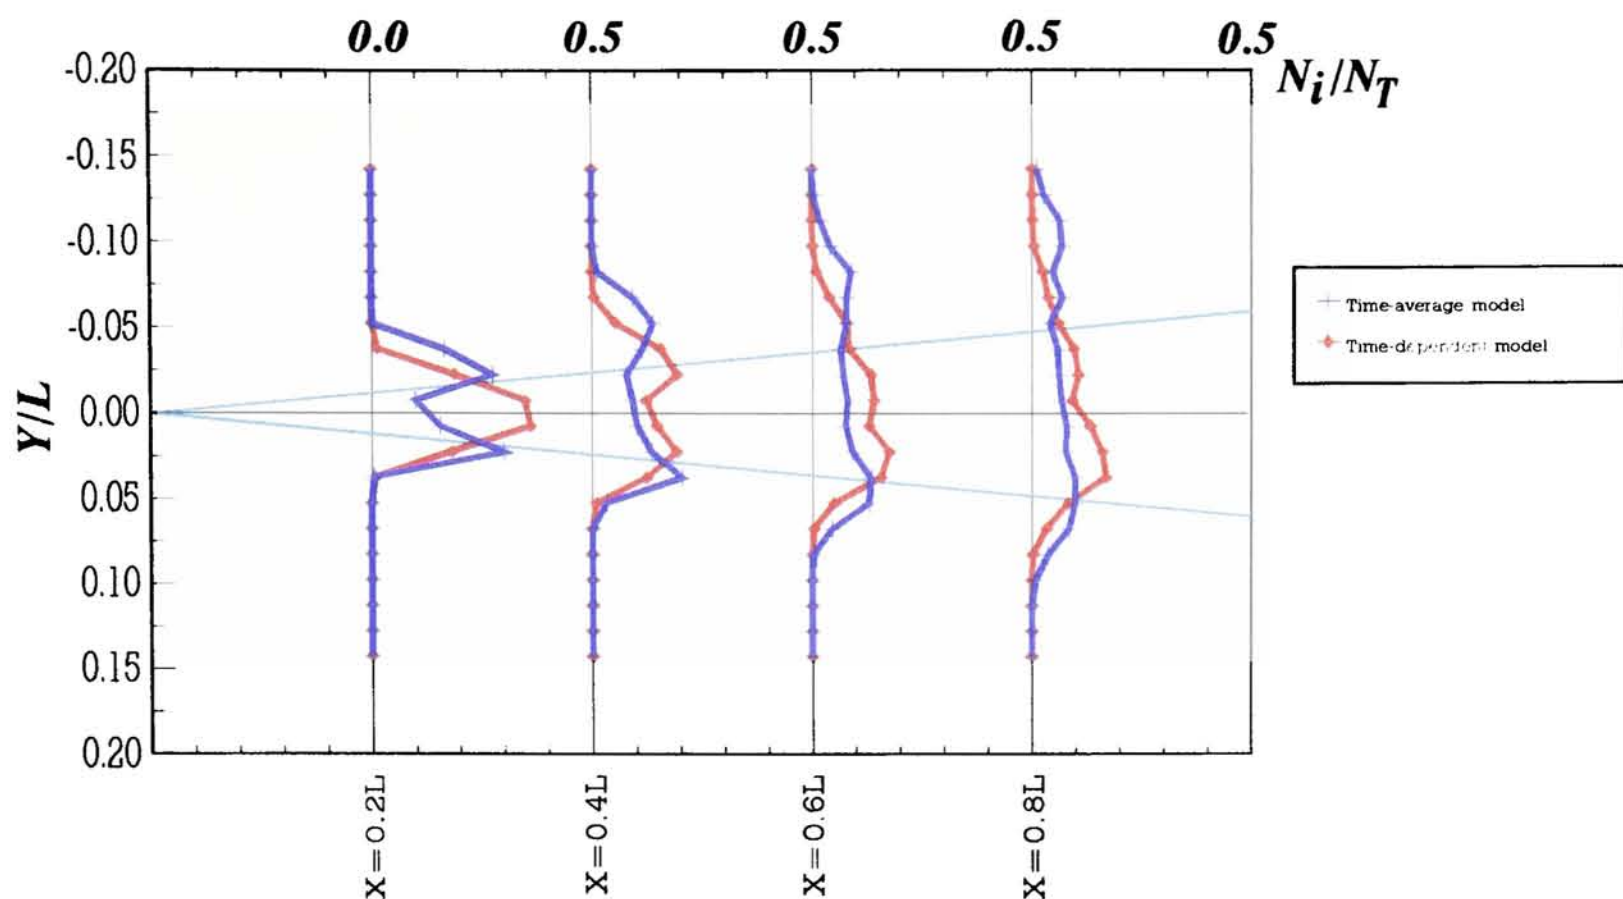 0.0 0.5 0.5 0.5 0.5
N_i/N_T
-0.20
-0.15
-0.10
-0.05
0.00
0.05
0.10
0.15
0.20
Y/L
X=0.2L
X=0.4L
X=0.6L
X=0.8L
Time-average model
Time-dependent model